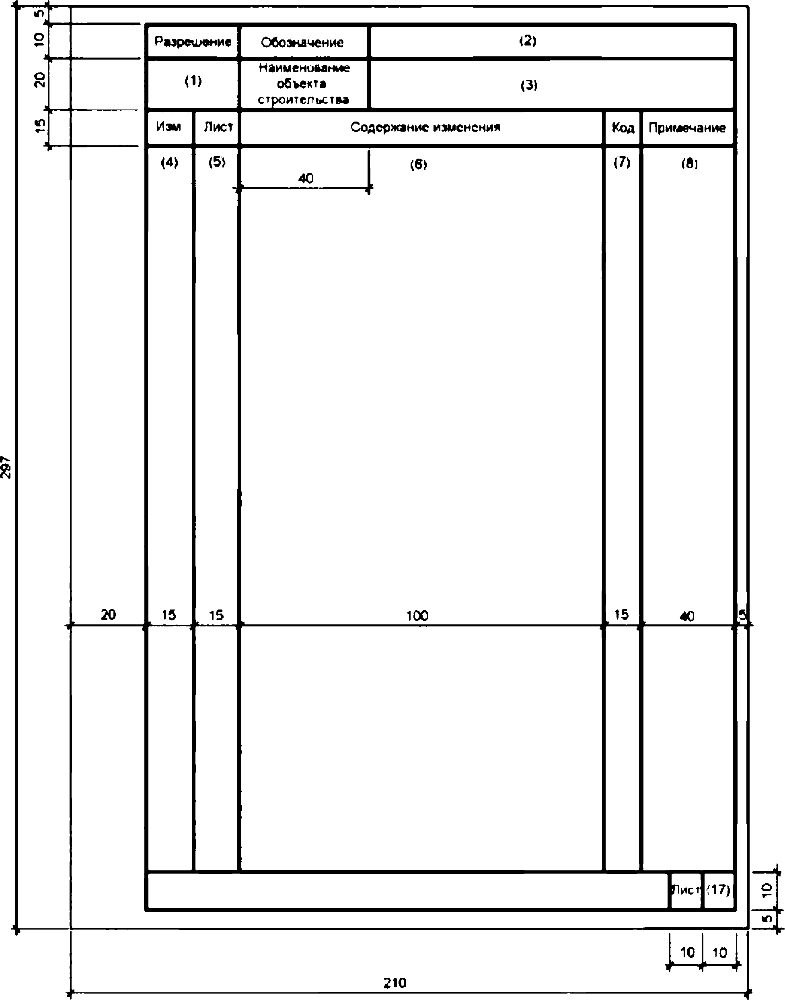 5
10
Разрешение
Обозначение
(2)
20
(1)
Наименование
объекта
строительства
(3)
15
Изм
Лист
Содержание изменения
Код
Примечание
(4)
(5)
(6)
(7)
(8)
40
297
20
15
15
100
15
40
5
Лист
(17)
10
5
10
10
210